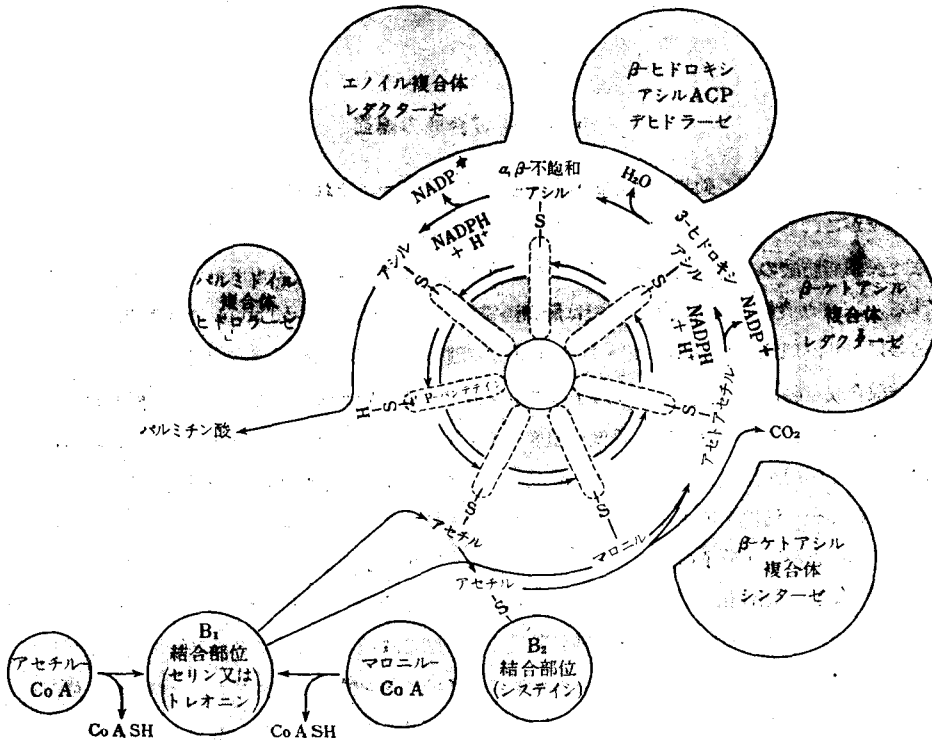 エノイル複合体
レダクターゼ
β-ヒドロキシ
アシルACP
デヒドラーゼ
α,β-不飽和
アシル
S
NADP⁺
NADPH
+ H⁺
H₂O
3-ヒドロキシ
アシル
S
アシル
S
パルミトイル
複合体
ヒドロラーゼ
β-ケトアシル
複合体
レダクターゼ
NADPH
+ H⁺
NADP⁺
アセトアセチル
S
H-S
P-パンテテイン
パルミチン酸
CO₂
S
アセチル
S
マロニル
アセチル
S
β-ケトアシル
複合体
シンターゼ
アセチル-
CoA
CoA SH
B₁
結合部位
(セリン又は
トレオニン)
マロニル-
CoA
CoA SH
B₂
結合部位
(システイン)